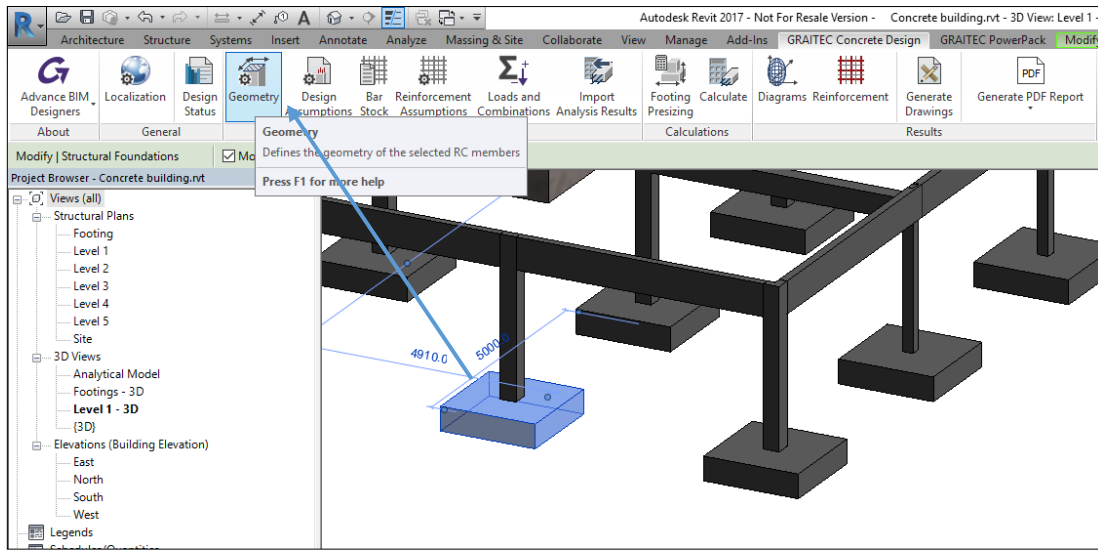 Autodesk Revit 2017 - Not For Resale Version - Concrete building.rvt - 3D View: Level 1 -
Architecture Structure Systems Insert Annotate Analyze Massing & Site Collaborate View Manage Add-Ins GRAITEC Concrete Design GRAITEC PowerPack Modify
Advance BIM Designers
Localization
Design Status
Geometry
Design Assumptions
Bar Stock
Reinforcement Assumptions
Loads and Combinations
Import Analysis Results
Footing Presizing
Calculate
Diagrams
Reinforcement
Generate Drawings
PDF
Generate PDF Report
About General Calculations Results
Geometry
Defines the geometry of the selected RC members
Press F1 for more help
Modify | Structural Foundations Mo
Project Browser - Concrete building.rvt
Views (all)
Structural Plans
Footing
Level 1
Level 2
Level 3
Level 4
Level 5
Site
3D Views
Analytical Model
Footings - 3D
Level 1 - 3D
{3D}
Elevations (Building Elevation)
East
North
South
West
Legends
4910.0
5000.0